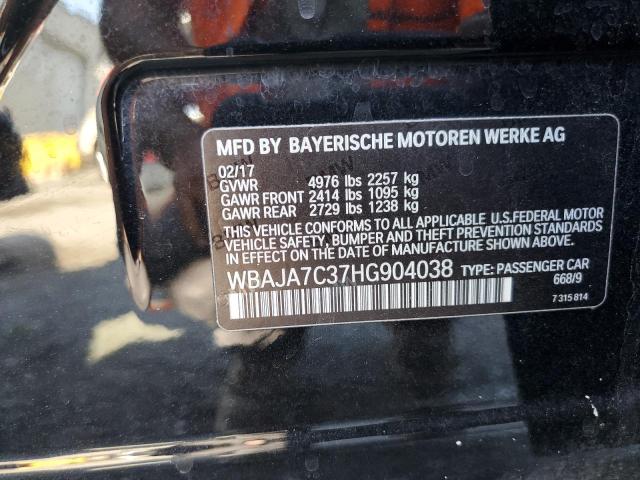 MFD BY BAYERISCHE MOTOREN WERKE AG
02/17
GVWR 4976 lbs 2257 kg
GAWR FRONT 2414 lbs 1095 kg
GAWR REAR 2729 lbs 1238 kg
THIS VEHICLE CONFORMS TO ALL APPLICABLE U.S.FEDERAL MOTOR
VEHICLE SAFETY, BUMPER AND THEFT PREVENTION STANDARDS
IN EFFECT ON THE DATE OF MANUFACTURE SHOWN ABOVE.
WBAJA7C37HG904038 TYPE: PASSENGER CAR
668/9
7 315 814